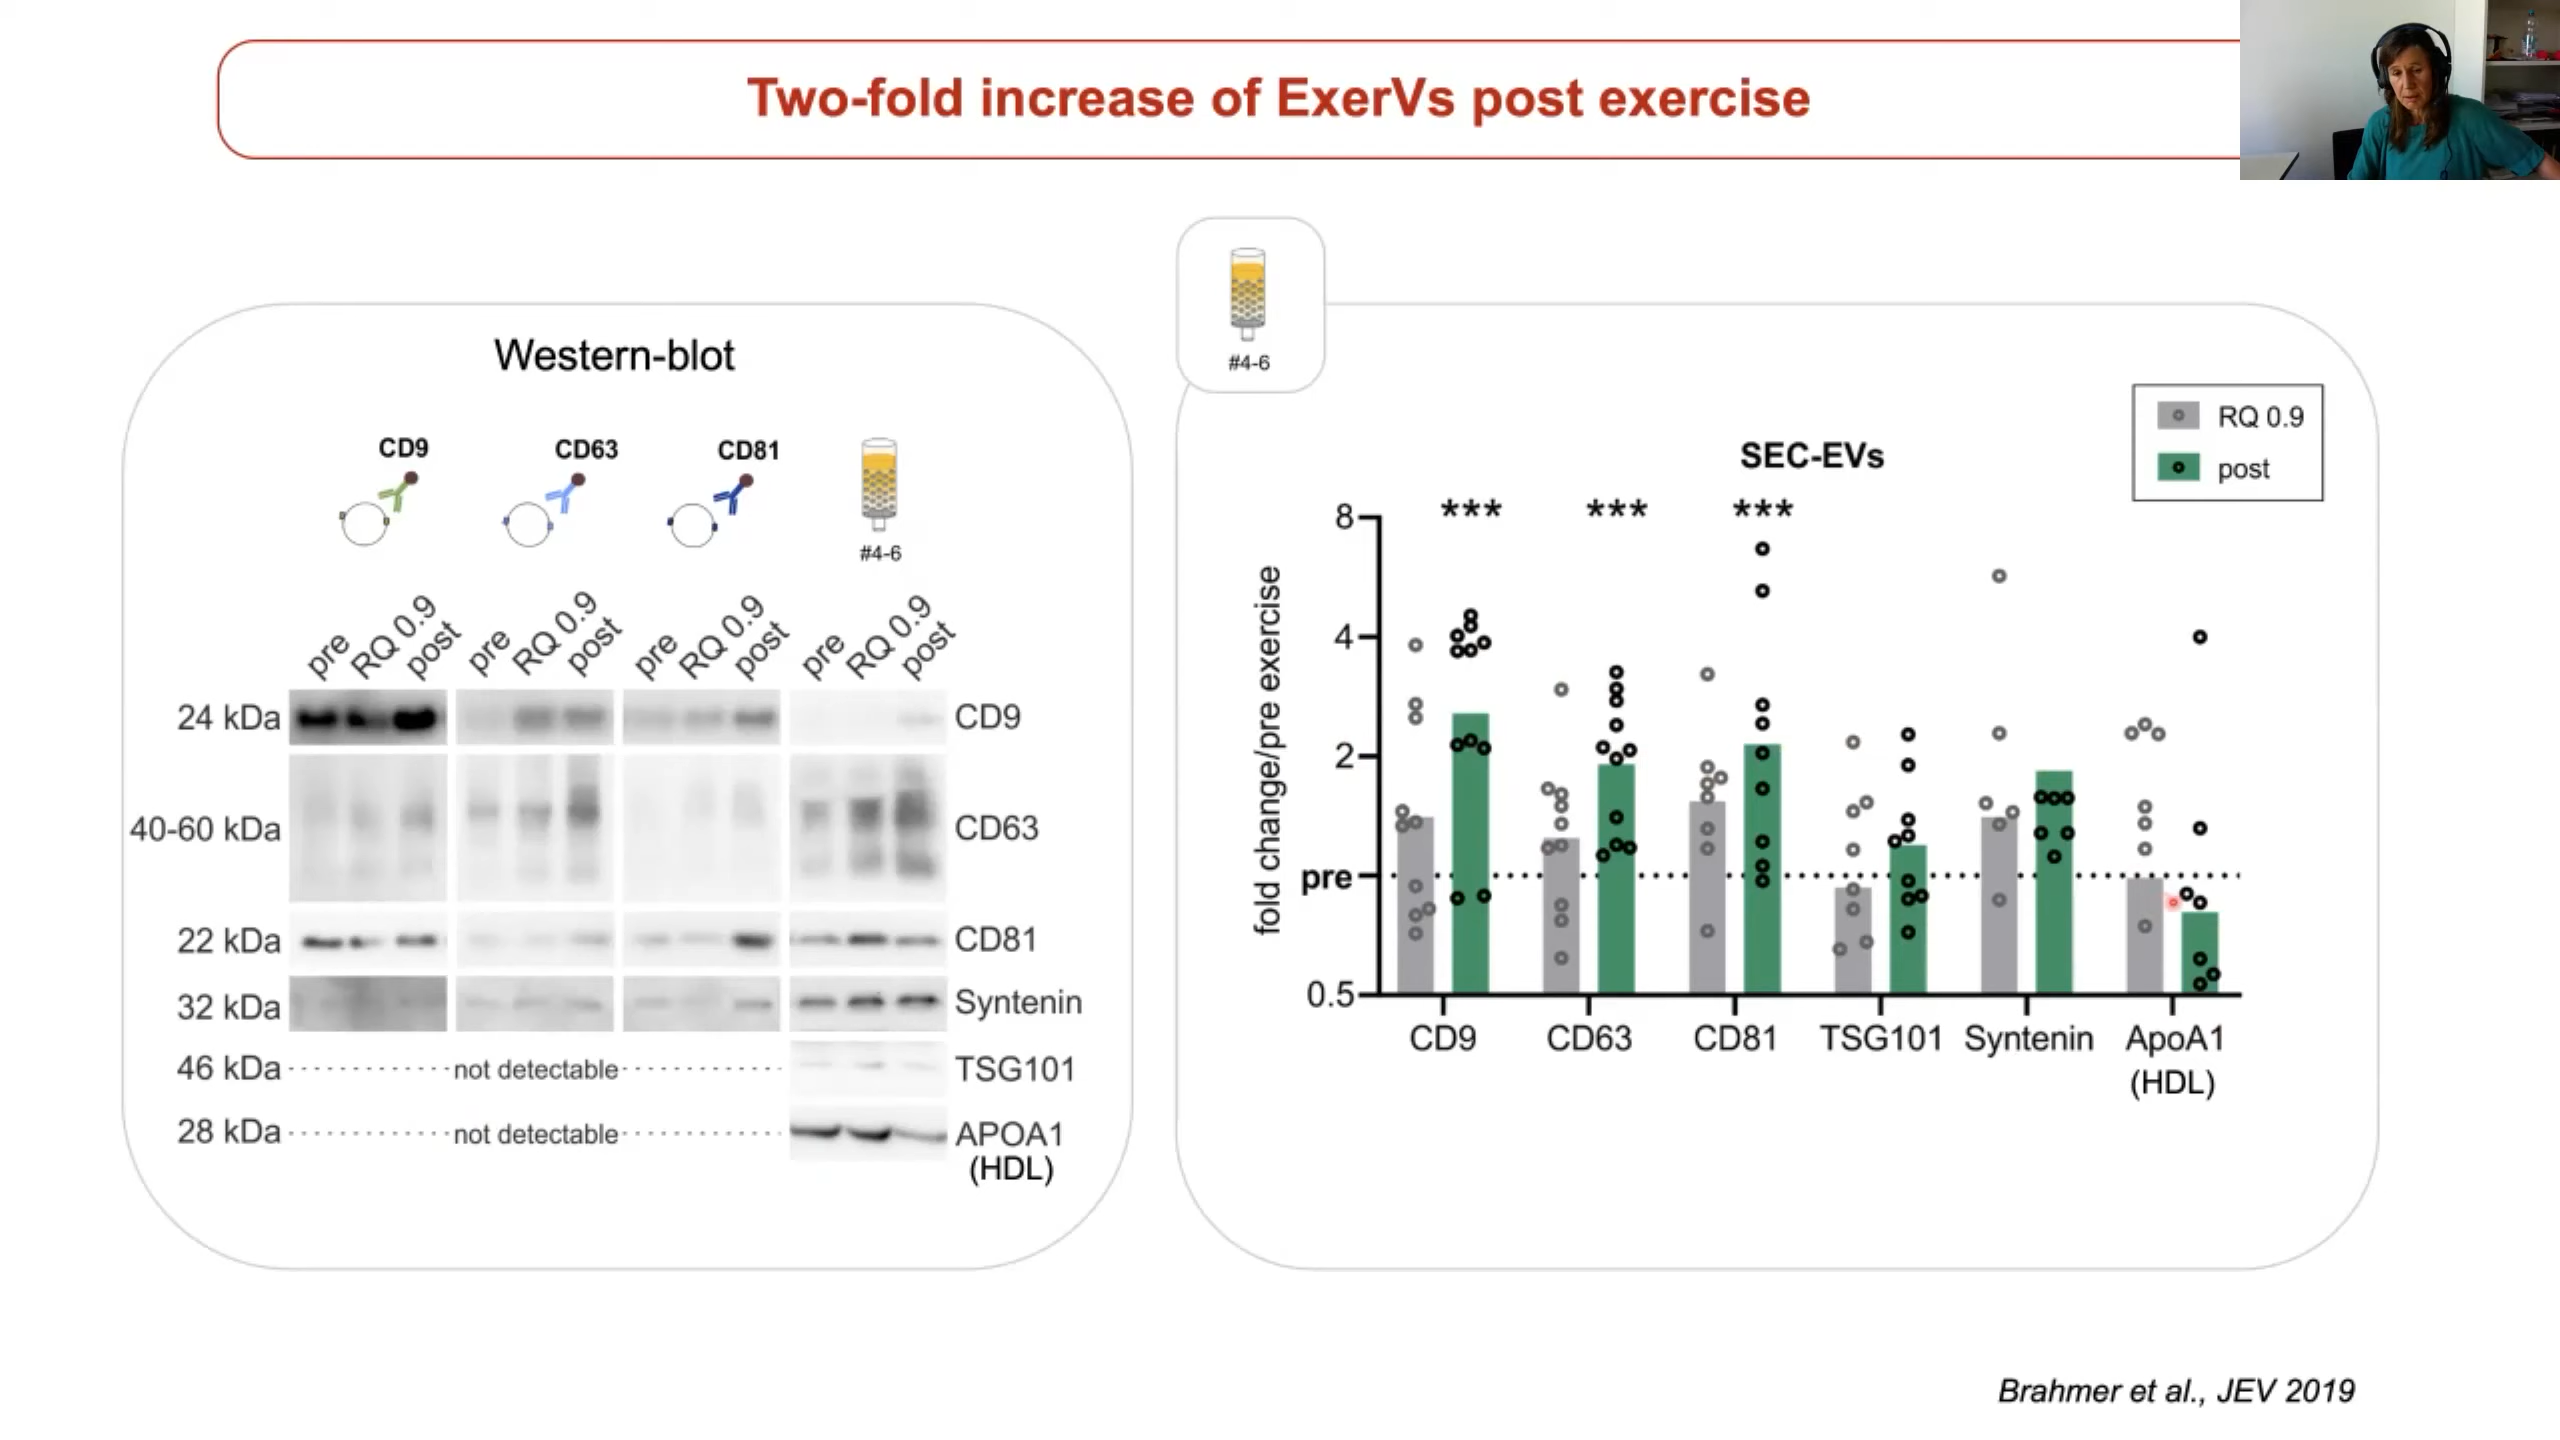 Two-fold increase of ExerVs post exercise
Western-blot
CD9 CD63 CD81
#4-6
pre RQ 0.9 post pre RQ 0.9 post pre RQ 0.9 post pre RQ 0.9 post
24 kDa CD9
40-60 kDa CD63
22 kDa CD81
32 kDa Syntenin
46 kDa not detectable TSG101
28 kDa not detectable APOA1
(HDL)
#4-6
RQ 0.9
post
SEC-EVs
*** *** ***
fold change/pre exercise
8
4
2
pre
0.5
CD9 CD63 CD81 TSG101 Syntenin ApoA1
(HDL)
Brahmer et al., JEV 2019